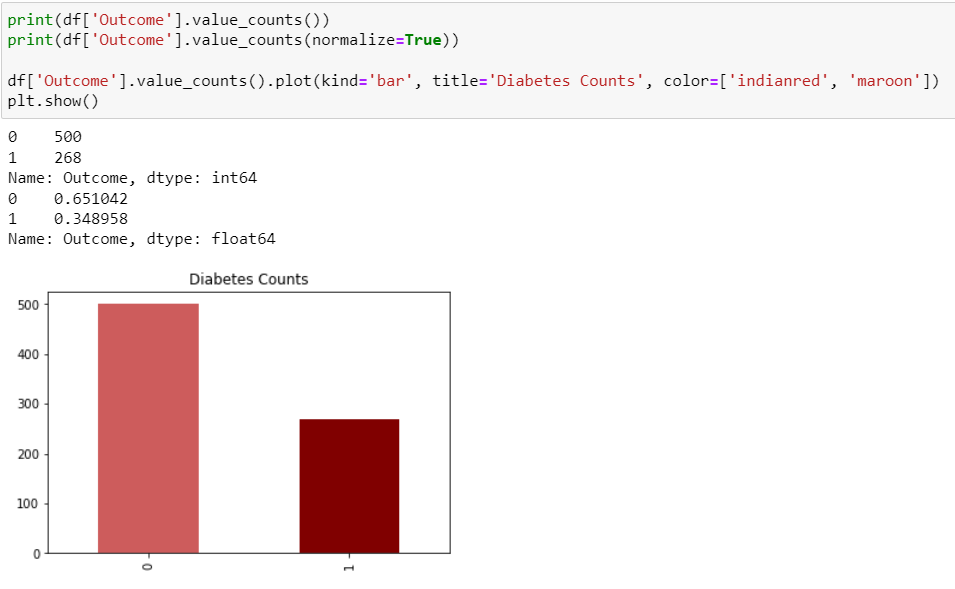 print(df['Outcome'].value_counts())
print(df['Outcome'].value_counts(normalize=True))
df['Outcome'].value_counts().plot(kind='bar', title='Diabetes Counts', color=['indianred', 'maroon'])
plt.show()
0    500
1    268
Name: Outcome, dtype: int64
0    0.651042
1    0.348958
Name: Outcome, dtype: float64
Diabetes Counts
500
400
300
200
100
0
0 1